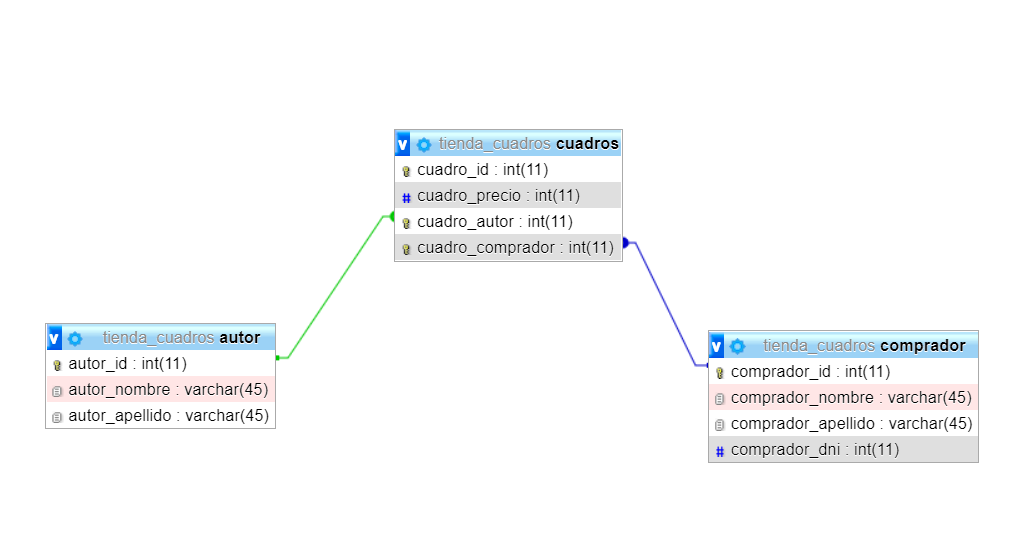 v tienda_cuadros cuadros
cuadro_id : int(11)
# cuadro_precio : int(11)
cuadro_autor : int(11)
cuadro_comprador : int(11)
v tienda_cuadros autor
autor_id : int(11)
autor_nombre : varchar(45)
autor_apellido : varchar(45)
v tienda_cuadros comprador
comprador_id : int(11)
comprador_nombre : varchar(45)
comprador_apellido : varchar(45)
# comprador_dni : int(11)